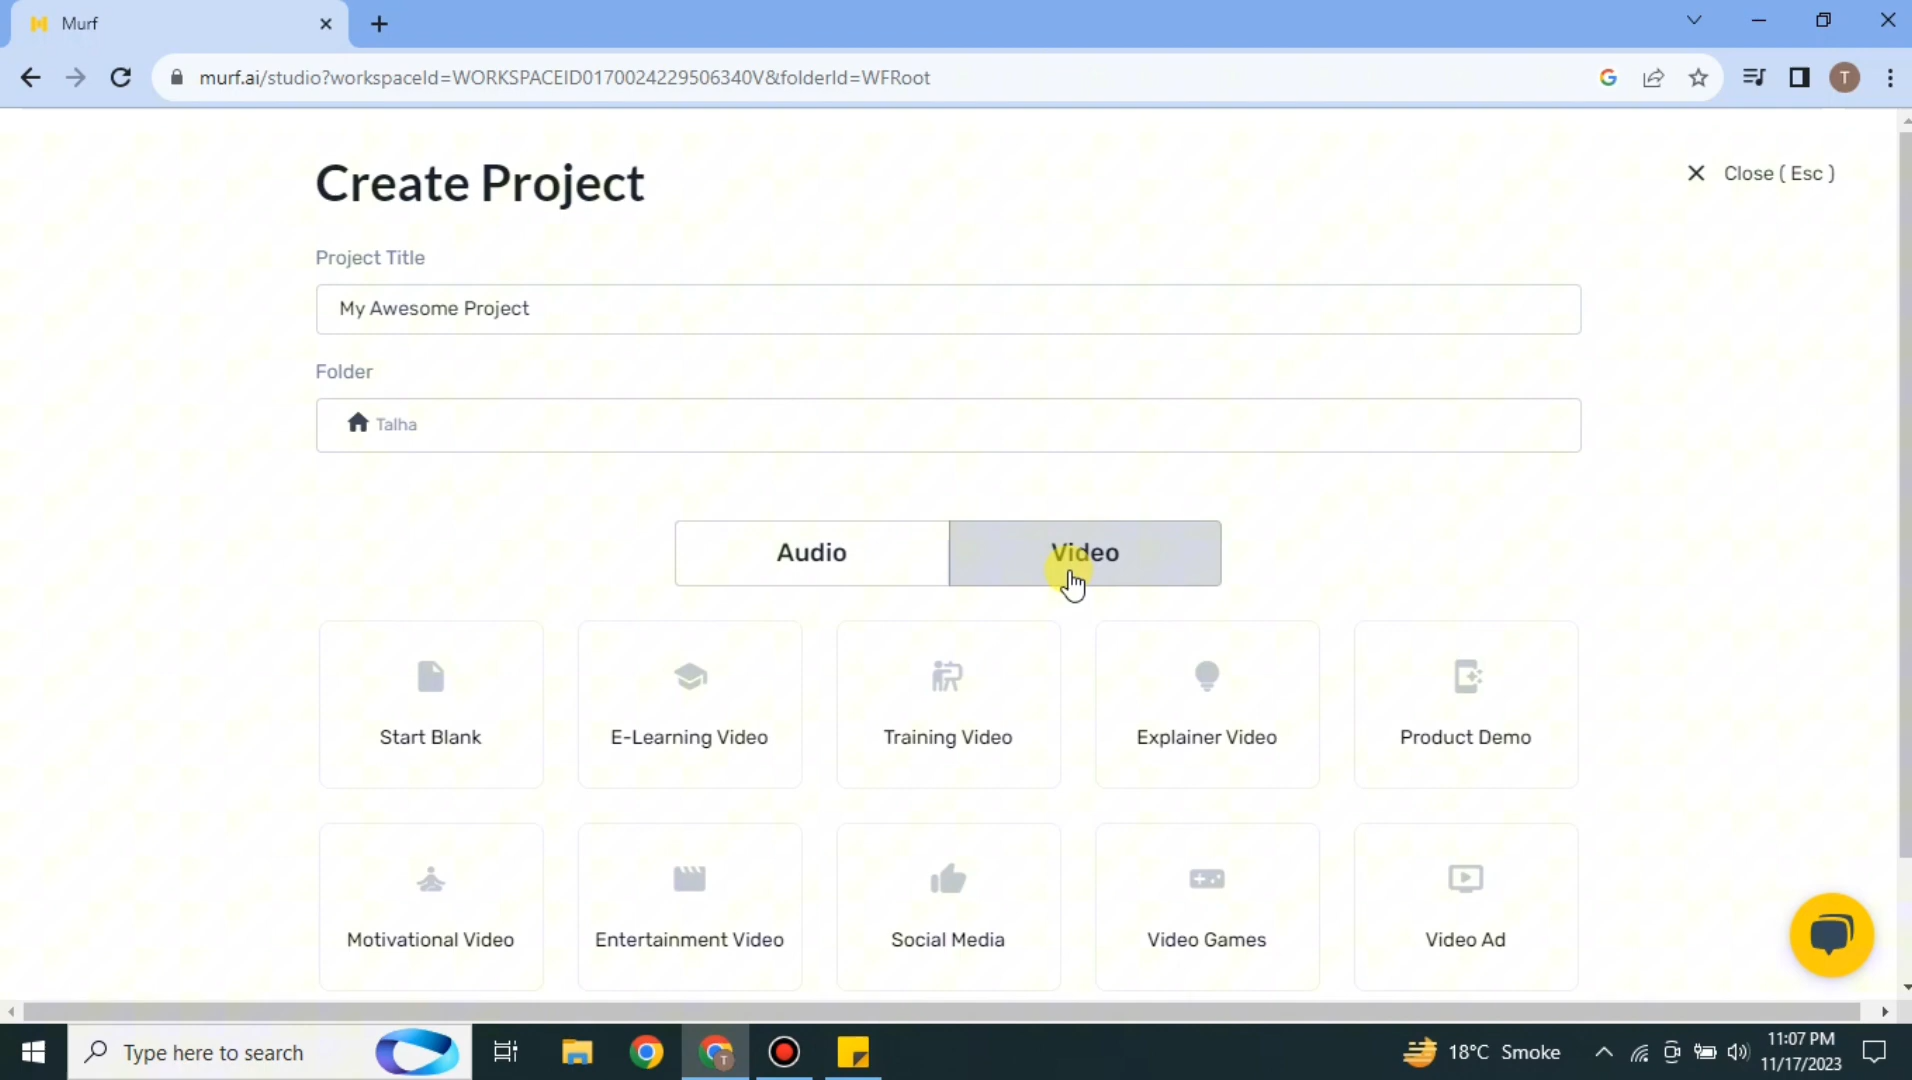 Murf
murf.ai/studio?workspaceId=WORKSPACEID0170024229506340V&folderId=WFRoot
T
Create Project
Close ( Esc )
Project Title
My Awesome Project
Folder
Talha
Audio
Video
Start Blank
E-Learning Video
Training Video
Explainer Video
Product Demo
Motivational Video
Entertainment Video
Social Media
Video Games
Video Ad
Type here to search
T
18°C Smoke
11:07 PM
11/17/2023